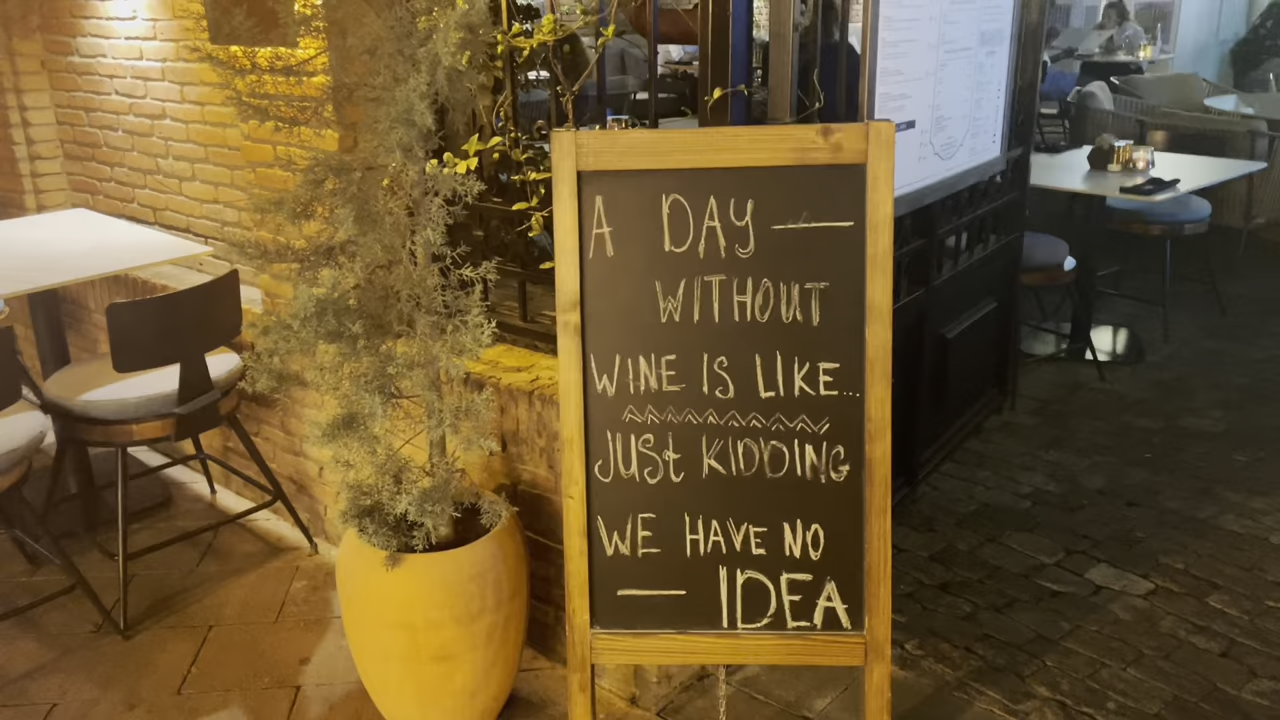 A DAY —
WITHOUT
WINE IS LIKE...
JUSt KIDDING
WE HAVE NO
— IDEA